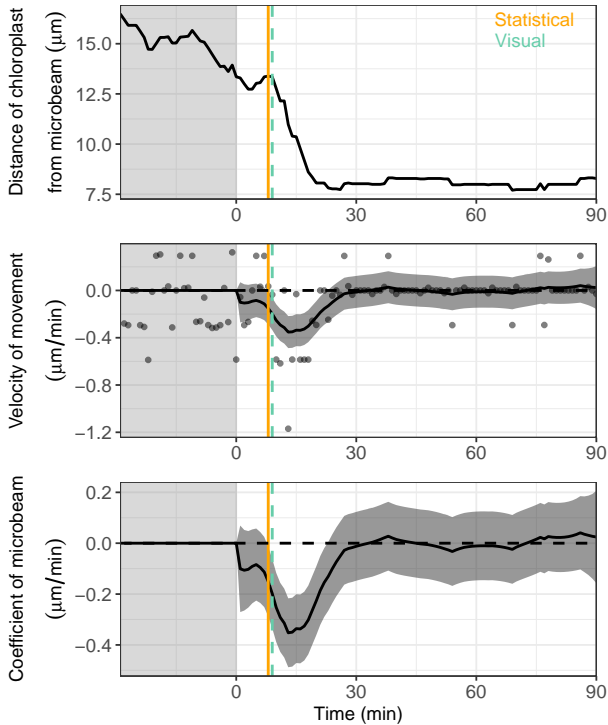 Distance of chloroplast
from microbeam (μm)
15.0
12.5
10.0
7.5
Statistical
Visual
0
30
60
90
Velocity of movement
(μm/min)
0.0
−0.4
−0.8
−1.2
0
30
60
90
Coefficient of microbeam
(μm/min)
0.2
0.0
−0.2
−0.4
0
30
60
90
Time (min)